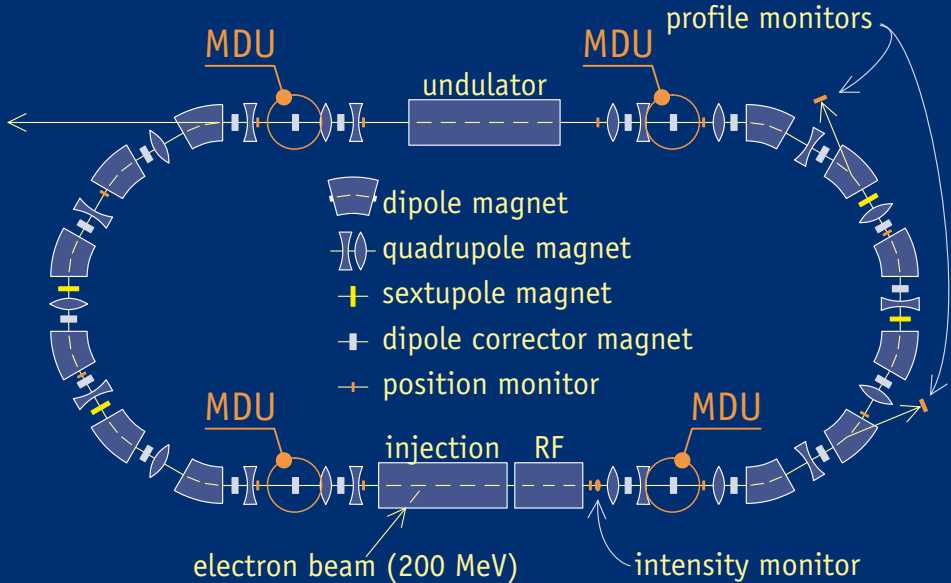 profile monitors
MDU
MDU
undulator
dipole magnet
quadrupole magnet
sextupole magnet
dipole corrector magnet
position monitor
MDU
MDU
injection
RF
electron beam (200 MeV)
intensity monitor